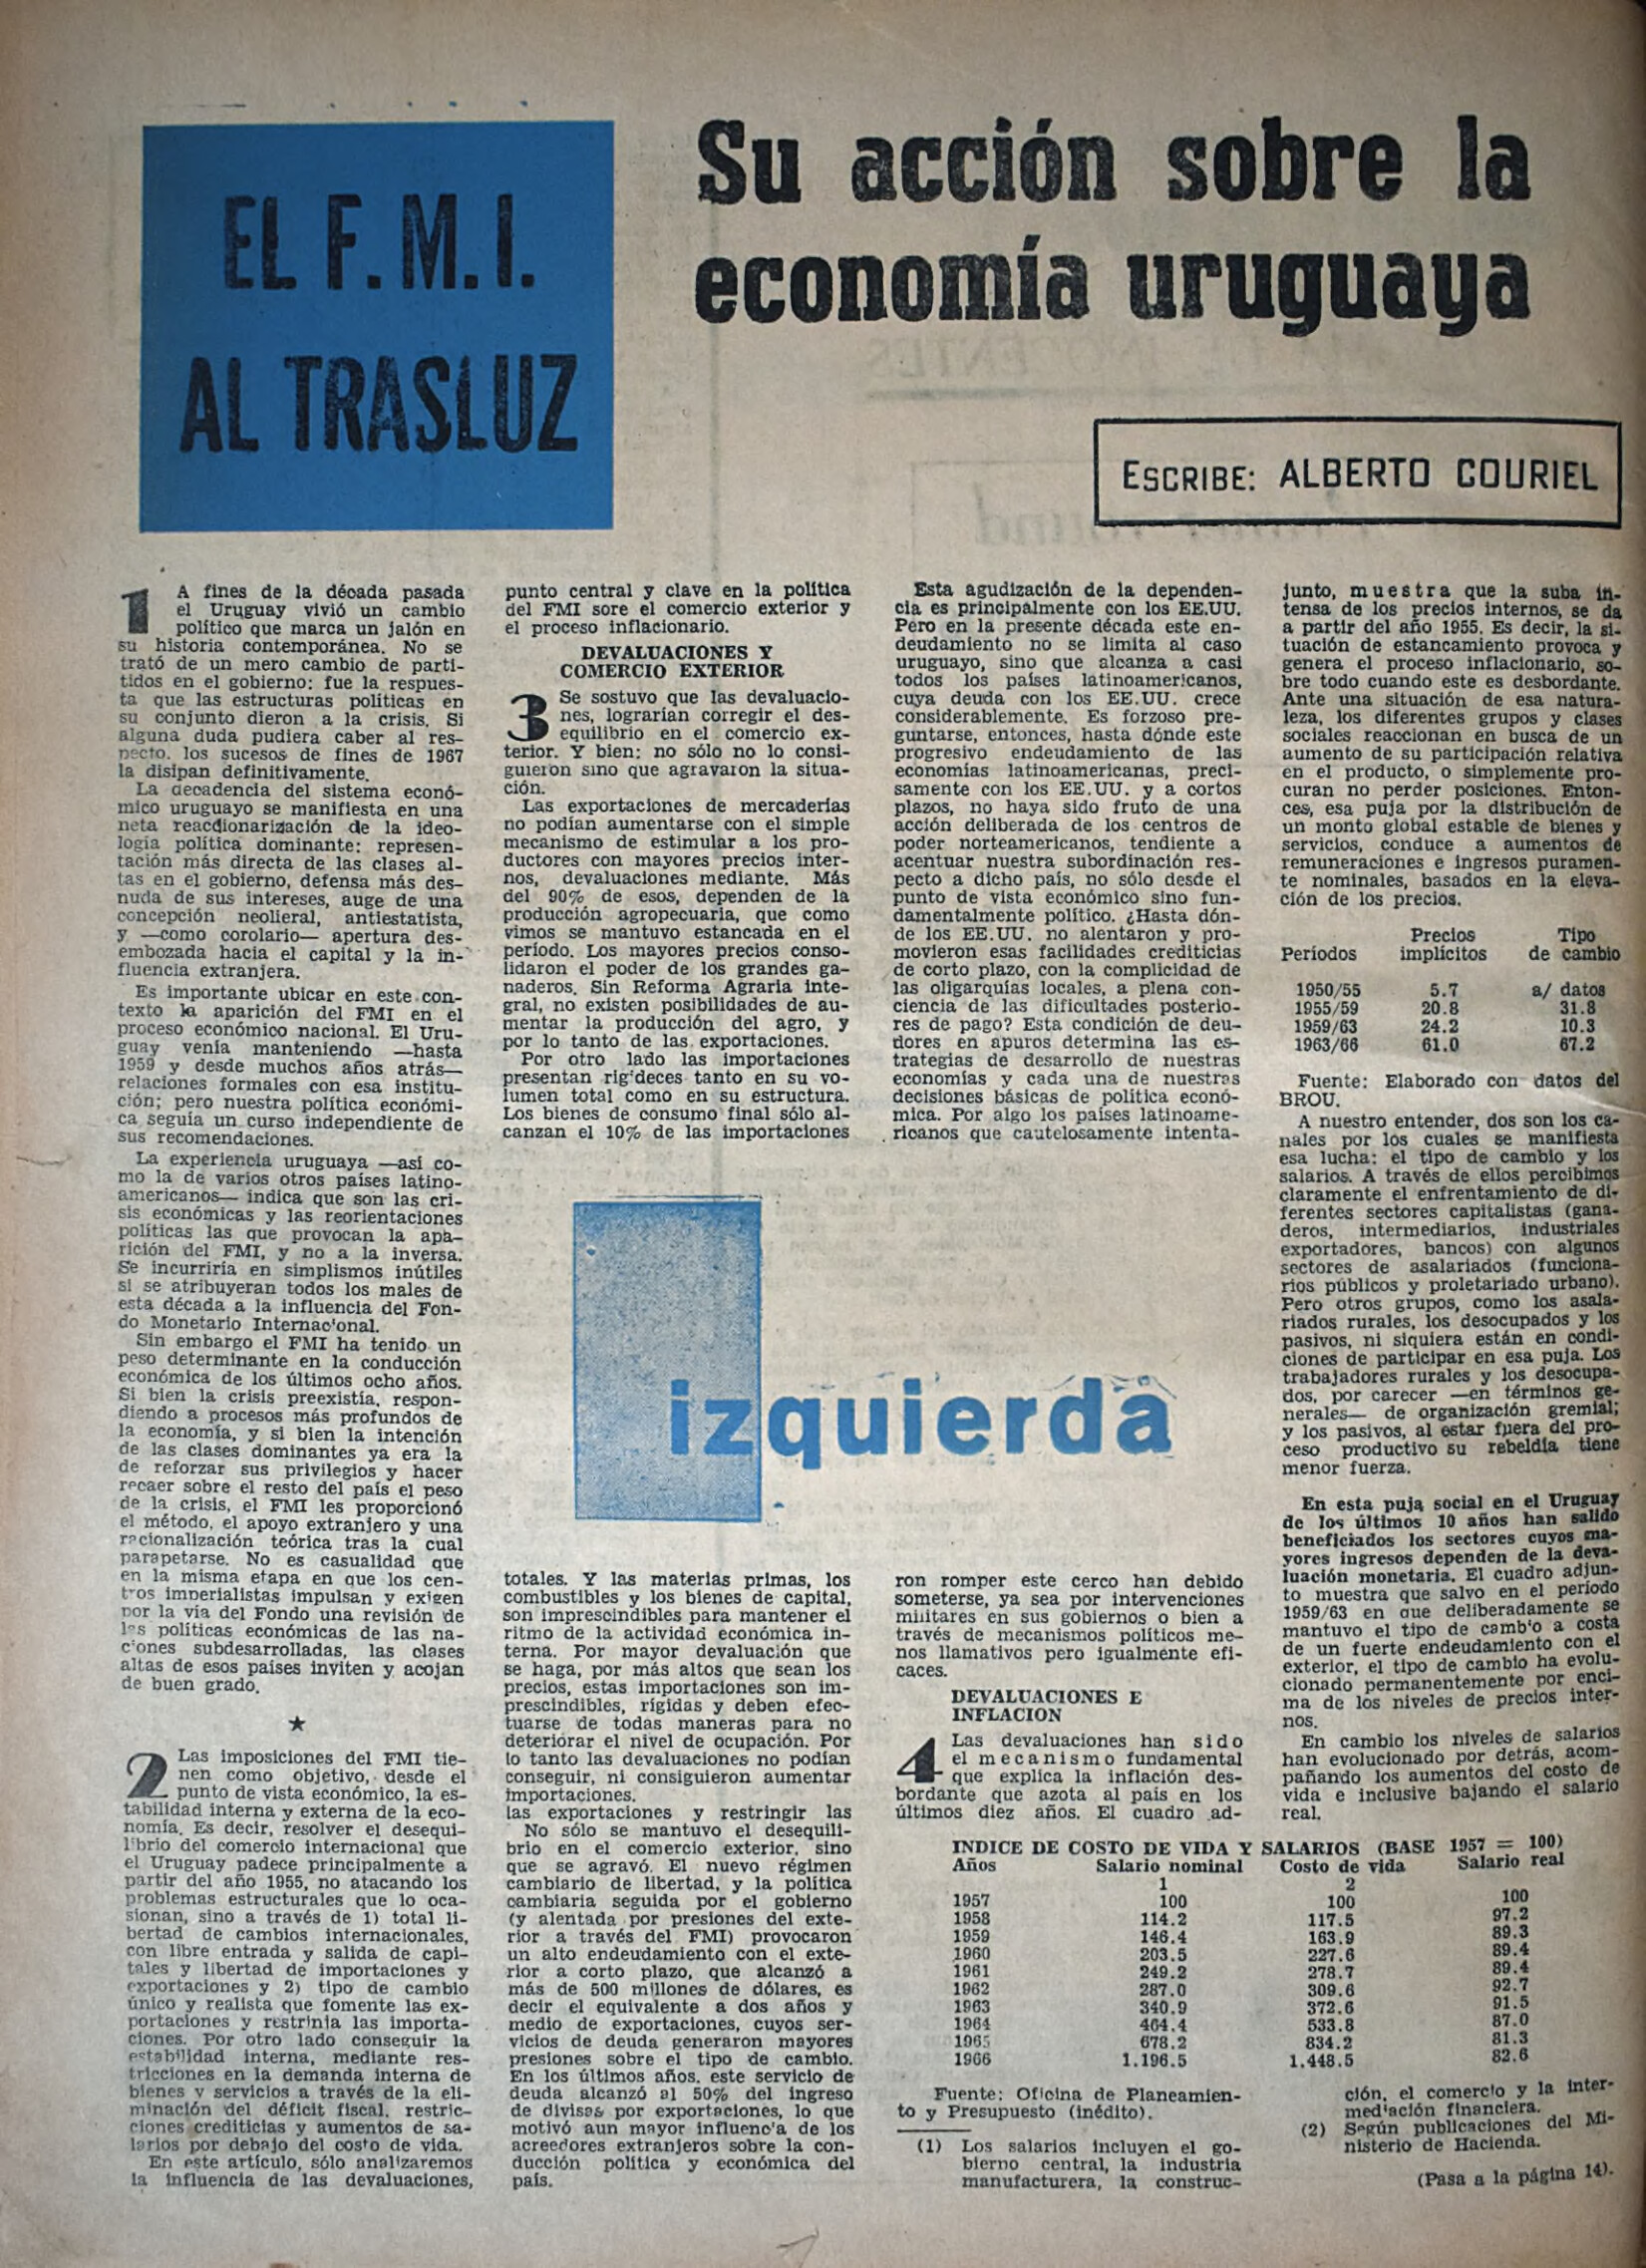 EL F.M.I.
AL TRASLUZ
Su acción sobre la
economía uruguaya
ESCRIBE: ALBERTO COURIEL
1 A fines de la década pasada
el Uruguay vivió un cambio
político que marca un jalón en
su historia contemporánea. No se
trató de un mero cambio de parti-
tidos en el gobierno: fue la respues-
ta que las estructuras políticas en
su conjunto dieron a la crisis. Si
alguna duda pudiera caber al res-
pecto, los sucesos de fines de 1967
la disipan definitivamente.
La decadencia del sistema econó-
mico uruguayo se manifiesta en una
neta reacdionarización de la ideo-
logía política dominante: represen-
tación más directa de las clases al-
tas en el gobierno, defensa más des-
nuda de sus intereses, auge de una
concepción neolieral, antiestatista,
y —como corolario— apertura des-
embozada hacia el capital y la in-
fluencia extranjera.
Es importante ubicar en este con-
texto la aparición del FMI en el
proceso económico nacional. El Uru-
guay venía manteniendo —hasta
1959 y desde muchos años atrás—
relaciones formales con esa institu-
ción; pero nuestra política económi-
ca seguía un curso independiente de
sus recomendaciones.
La experiencia uruguaya —así co-
mo la de varios otros países latino-
americanos— indica que son las cri-
sis económicas y las reorientaciones
políticas las que provocan la apa-
rición del FMI, y no a la inversa.
Se incurriría en simplismos inútiles
si se atribuyeran todos los males de
esta década a la influencia del Fon-
do Monetario Internac'onal.
Sin embargo el FMI ha tenido un
peso determinante en la conducción
económica de los últimos ocho años.
Si bien la crisis preexistía, respon-
diendo a procesos más profundos de
la economía, y si bien la intención
de las clases dominantes ya era la
de reforzar sus privilegios y hacer
recaer sobre el resto del país el peso
de la crisis, el FMI les proporcionó
el método, el apoyo extranjero y una
racionalización teórica tras la cual
parapetarse. No es casualidad que
en la misma etapa en que los cen-
tros imperialistas impulsan y exigen
por la vía del Fondo una revisión de
las políticas económicas de las na-
c'ones subdesarrolladas, las clases
altas de esos países inviten y acojan
de buen grado.
★
2 Las imposiciones del FMI tie-
nen como objetivo, desde el
punto de vista económico, la es-
tabilidad interna y externa de la eco-
nomía. Es decir, resolver el desequi-
l'brio del comercio internacional que
el Uruguay padece principalmente a
partir del año 1955, no atacando los
problemas estructurales que lo oca-
sionan, sino a través de 1) total li-
bertad de cambios internacionales,
con libre entrada y salida de capi-
tales y libertad de importaciones y
exportaciones y 2) tipo de cambio
único y realista que fomente las ex-
portaciones y restrinja las importa-
ciones. Por otro lado conseguir la
estabilidad interna, mediante res-
tricciones en la demanda interna de
bienes y servicios a través de la eli-
minación del déficit fiscal, restric-
ciones crediticias y aumentos de sa-
larios por debajo del costo de vida.
En este artículo, sólo analizaremos
la influencia de las devaluaciones,
punto central y clave en la política
del FMI sore el comercio exterior y
el proceso inflacionario.
DEVALUACIONES Y
COMERCIO EXTERIOR
3 Se sostuvo que las devaluacio-
nes, lograrían corregir el des-
equilibrio en el comercio ex-
terior. Y bien: no sólo no lo consi-
guieron sino que agravaron la situa-
ción.
Las exportaciones de mercaderías
no podían aumentarse con el simple
mecanismo de estimular a los pro-
ductores con mayores precios inter-
nos, devaluaciones mediante. Más
del 90% de esos, dependen de la
producción agropecuaria, que como
vimos se mantuvo estancada en el
período. Los mayores precios conso-
lidaron el poder de los grandes ga-
naderos. Sin Reforma Agraria inte-
gral, no existen posibilidades de au-
mentar la producción del agro, y
por lo tanto de las exportaciones.
Por otro lado las importaciones
presentan rig'deces tanto en su vo-
lumen total como en su estructura.
Los bienes de consumo final sólo al-
canzan el 10% de las importaciones
izquierda
totales. Y las materias primas, los
combustibles y los bienes de capital,
son imprescindibles para mantener el
ritmo de la actividad económica in-
terna. Por mayor devaluación que
se haga, por más altos que sean los
precios, estas importaciones son im-
prescindibles, rígidas y deben efec-
tuarse de todas maneras para no
deteriorar el nivel de ocupación. Por
lo tanto las devaluaciones no podían
conseguir, ni consiguieron aumentar
importaciones.
las exportaciones y restringir las
No sólo se mantuvo el desequili-
brio en el comercio exterior, sino
que se agravó. El nuevo régimen
cambiario de libertad, y la política
cambiaria seguida por el gobierno
(y alentada por presiones del exte-
rior a través del FMI) provocaron
un alto endeudamiento con el exte-
rior a corto plazo, que alcanzó a
más de 500 millones de dólares, es
decir el equivalente a dos años y
medio de exportaciones, cuyos ser-
vicios de deuda generaron mayores
presiones sobre el tipo de cambio.
En los últimos años, este servicio de
deuda alcanzó al 50% del ingreso
de divisas por exportaciones, lo que
motivó aun mayor influenc'a de los
acreedores extranjeros sobre la con-
ducción política y económica del
país.
Esta agudización de la dependen-
cia es principalmente con los EE.UU.
Pero en la presente década este en-
deudamiento no se limita al caso
uruguayo, sino que alcanza a casi
todos los países latinoamericanos,
cuya deuda con los EE.UU. crece
considerablemente. Es forzoso pre-
guntarse, entonces, hasta dónde este
progresivo endeudamiento de las
economías latinoamericanas, preci-
samente con los EE.UU. y a cortos
plazos, no haya sido fruto de una
acción deliberada de los centros de
poder norteamericanos, tendiente a
acentuar nuestra subordinación res-
pecto a dicho país, no sólo desde el
punto de vista económico sino fun-
damentalmente político. ¿Hasta dón-
de los EE.UU. no alentaron y pro-
movieron esas facilidades crediticias
de corto plazo, con la complicidad de
las oligarquías locales, a plena con-
ciencia de las dificultades posterio-
res de pago? Esta condición de deu-
dores en apuros determina las es-
trategias de desarrollo de nuestras
economías y cada una de nuestras
decisiones básicas de política econó-
mica. Por algo los países latinoame-
ricanos que cautelosamente intenta-
ron romper este cerco han debido
someterse, ya sea por intervenciones
militares en sus gobiernos o bien a
través de mecanismos políticos me-
nos llamativos pero igualmente efi-
caces.
DEVALUACIONES E
INFLACION
4 Las devaluaciones han sido
el mecanismo fundamental
que explica la inflación des-
bordante que azota al país en los
últimos diez años. El cuadro ad-
junto, muestra que la suba in-
tensa de los precios internos, se da
a partir del año 1955. Es decir, la si-
tuación de estancamiento provoca y
genera el proceso inflacionario, so-
bre todo cuando este es desbordante.
Ante una situación de esa natura-
leza, los diferentes grupos y clases
sociales reaccionan en busca de un
aumento de su participación relativa
en el producto, o simplemente pro-
curan no perder posiciones. Enton-
ces, esa puja por la distribución de
un monto global estable de bienes y
servicios, conduce a aumentos de
remuneraciones e ingresos puramen-
te nominales, basados en la eleva-
ción de los precios.
Precios Tipo
Períodos implícitos de cambio
1950/55 5.7 a/ datos
1955/59 20.8 31.8
1959/63 24.2 10.3
1963/66 61.0 67.2
Fuente: Elaborado con datos del
BROU.
A nuestro entender, dos son los ca-
nales por los cuales se manifiesta
esa lucha: el tipo de cambio y los
salarios. A través de ellos percibimos
claramente el enfrentamiento de di-
ferentes sectores capitalistas (gana-
deros, intermediarios, industriales
exportadores, bancos) con algunos
sectores de asalariados (funciona-
rios públicos y proletariado urbano).
Pero otros grupos, como los asala-
riados rurales, los desocupados y los
pasivos, ni siquiera están en condi-
ciones de participar en esa puja. Los
trabajadores rurales y los desocupa-
dos, por carecer —en términos ge-
nerales— de organización gremial;
y los pasivos, al estar fuera del pro-
ceso productivo su rebeldía tiene
menor fuerza.
En esta puja social en el Uruguay
de los últimos 10 años han salido
beneficiados los sectores cuyos ma-
yores ingresos dependen de la deva-
luación monetaria. El cuadro adjun-
to muestra que salvo en el período
1959/63 en que deliberadamente se
mantuvo el tipo de camb'o a costa
de un fuerte endeudamiento con el
exterior, el tipo de cambio ha evolu-
cionado permanentemente por enci-
ma de los niveles de precios inter-
nos.
En cambio los niveles de salarios
han evolucionado por detrás, acom-
pañando los aumentos del costo de
vida e inclusive bajando el salario
real.
INDICE DE COSTO DE VIDA Y SALARIOS (BASE 1957 = 100)
Años Salario nominal Costo de vida Salario real
1 2
1957 100 100 100
1958 114.2 117.5 97.2
1959 146.4 163.9 89.3
1960 203.5 227.6 89.4
1961 249.2 278.7 89.4
1962 287.0 309.6 92.7
1963 340.9 372.6 91.5
1964 464.4 533.8 87.0
1965 678.2 834.2 81.3
1966 1.196.5 1.448.5 82.6
Fuente: Oficina de Planeamien-
to y Presupuesto (inédito).
(1) Los salarios incluyen el go-
bierno central, la industria
manufacturera, la construc-
ción, el comercio y la inter-
med'ación financiera.
(2) Según publicaciones del Mi-
nisterio de Hacienda.
(Pasa a la página 14).